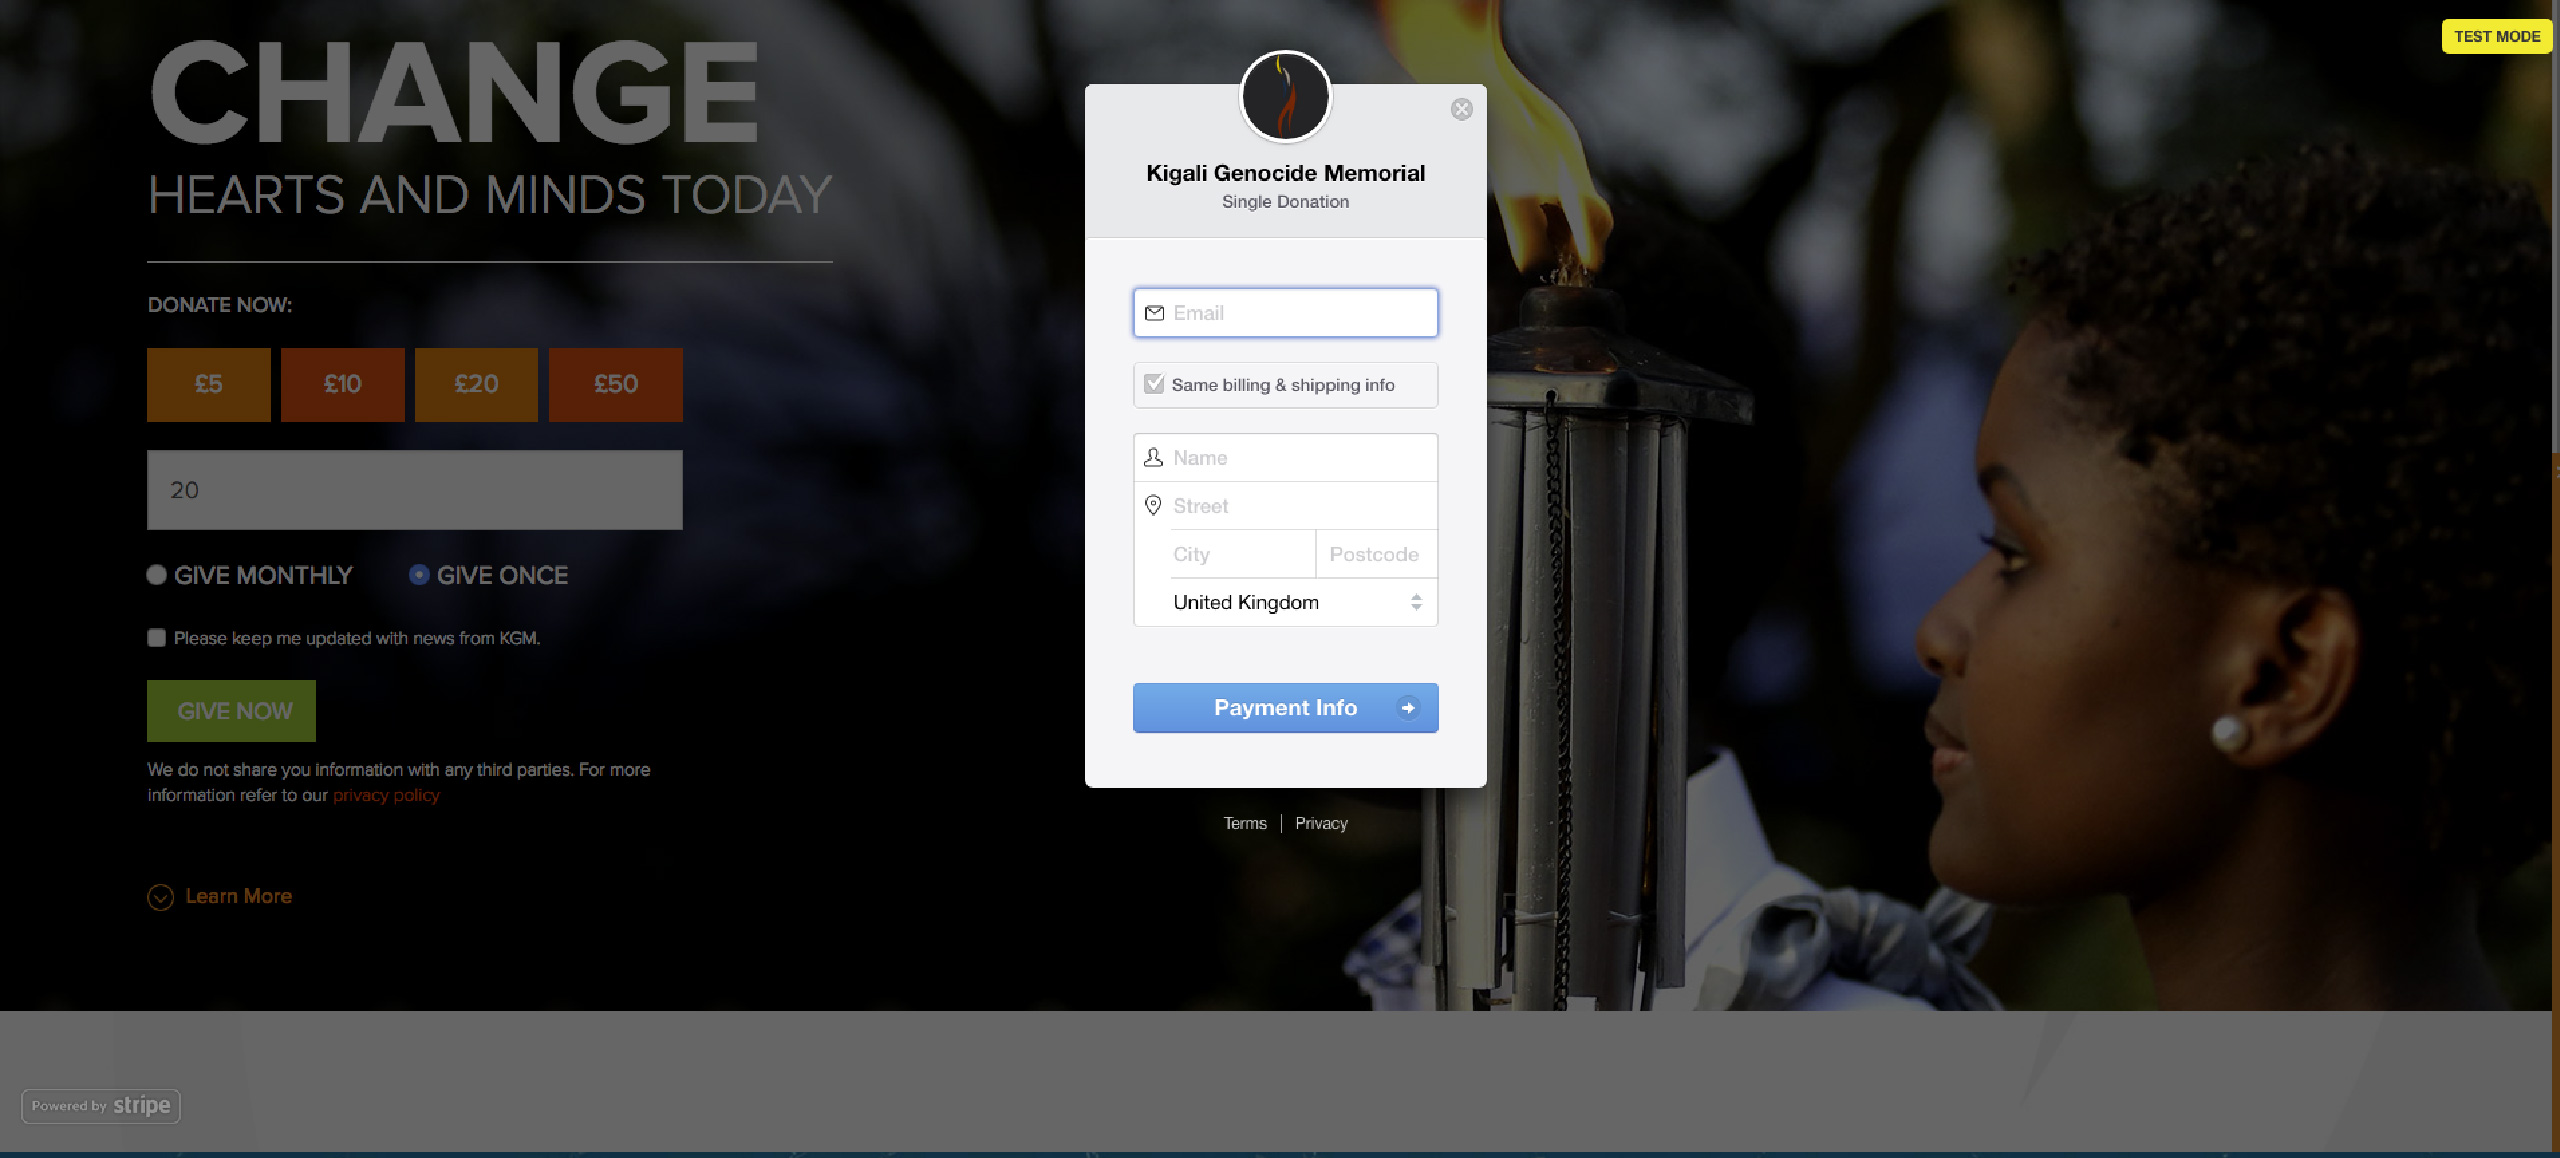 CHANGE
HEARTS AND MINDS TODAY
DONATE NOW:
£5 £10 £20 £50
20
GIVE MONTHLY GIVE ONCE
Please keep me updated with news from KGM.
GIVE NOW
We do not share you information with any third parties. For more
information refer to our privacy policy
Learn More
Powered by stripe
Kigali Genocide Memorial
Single Donation
Email
Same billing & shipping info
Name
Street
City Postcode
United Kingdom
Payment Info
Terms | Privacy
TEST MODE